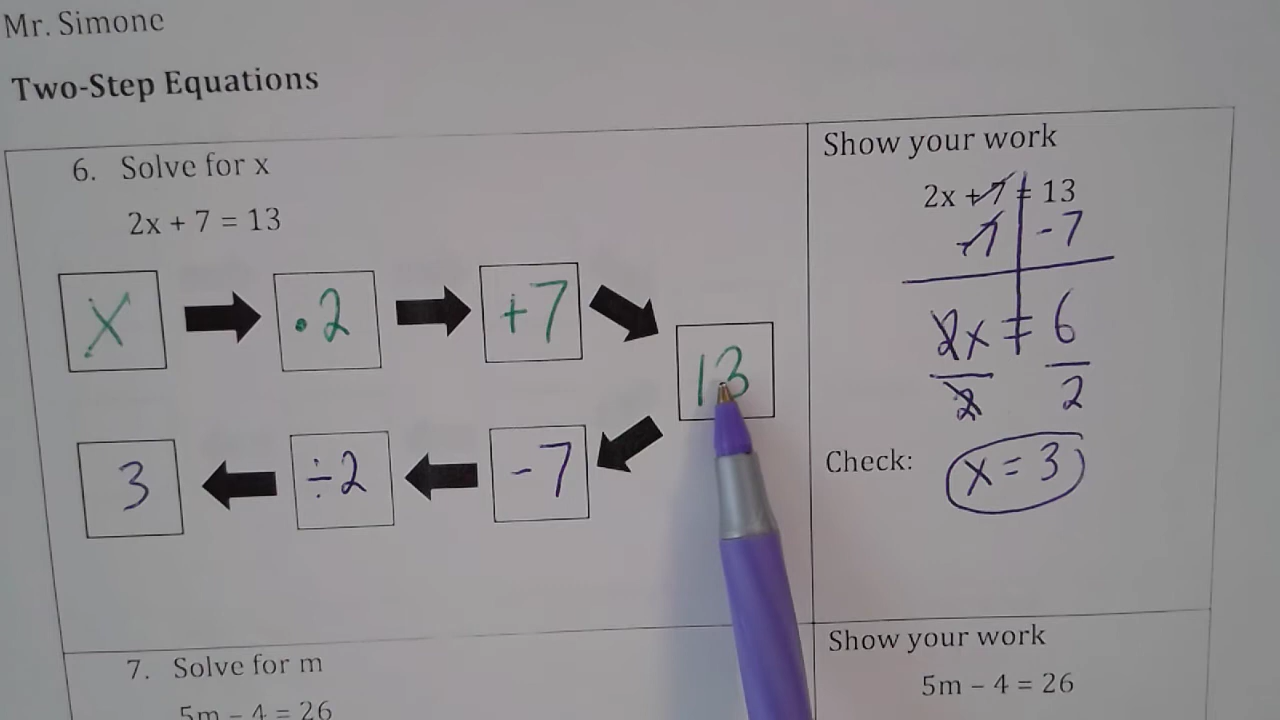 Mr. Simone
Two-Step Equations
6. Solve for x
2x + 7 = 13
X
·2
+7
13
3
÷2
-7
Show your work
2x + 7 = 13
-7 -7
2x = 6
2 2
Check:
x = 3
7. Solve for m
5m – 4 = 26
Show your work
5m – 4 = 26